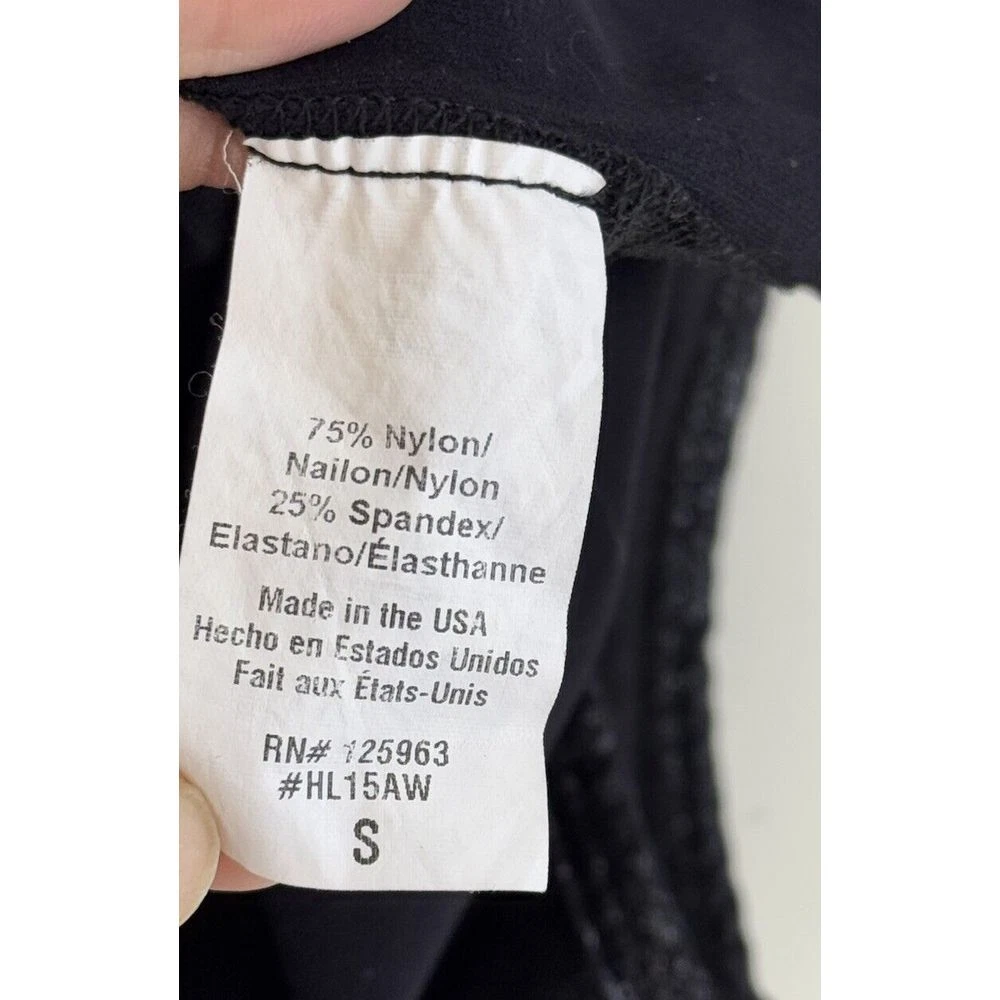 75% Nylon/
Nailon/Nylon
25% Spandex/
Elastano/Élasthanne
Made in the USA
Hecho en Estados Unidos
Fait aux États-Unis
RN# 125963
#HL15AW
S